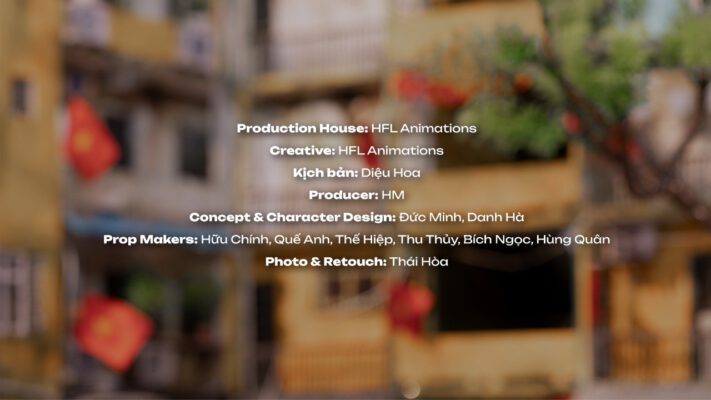 Production House: HFL Animations
Creative: HFL Animations
Kịch bản: Diệu Hoa
Producer: HM
Concept & Character Design: Đức Minh, Danh Hà
Prop Makers: Hữu Chính, Quế Anh, Thế Hiệp, Thu Thủy, Bích Ngọc, Hùng Quân
Photo & Retouch: Thái Hòa